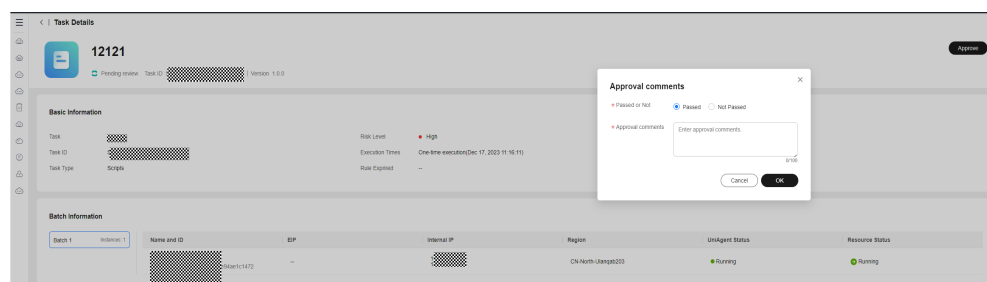 < | Task Details
12121
Approve
Pending review Task ID | Version 1.0.0
Approval comments
* Passed or Not Passed Not Passed
* Approval comments Enter approval comments.
0/100
Cancel OK
Basic Information
Task Risk Level High
Task ID Execution Times One-time execution(Dec 17, 2023 11:16:11)
Task Type Scripts Rule Expired --
Batch Information
Batch 1 Instances: 1 Name and ID EIP Internal IP Region UniAgent Status Resource Status
94ae1c1472 -- CN-North-Ulanqab203 Running Running